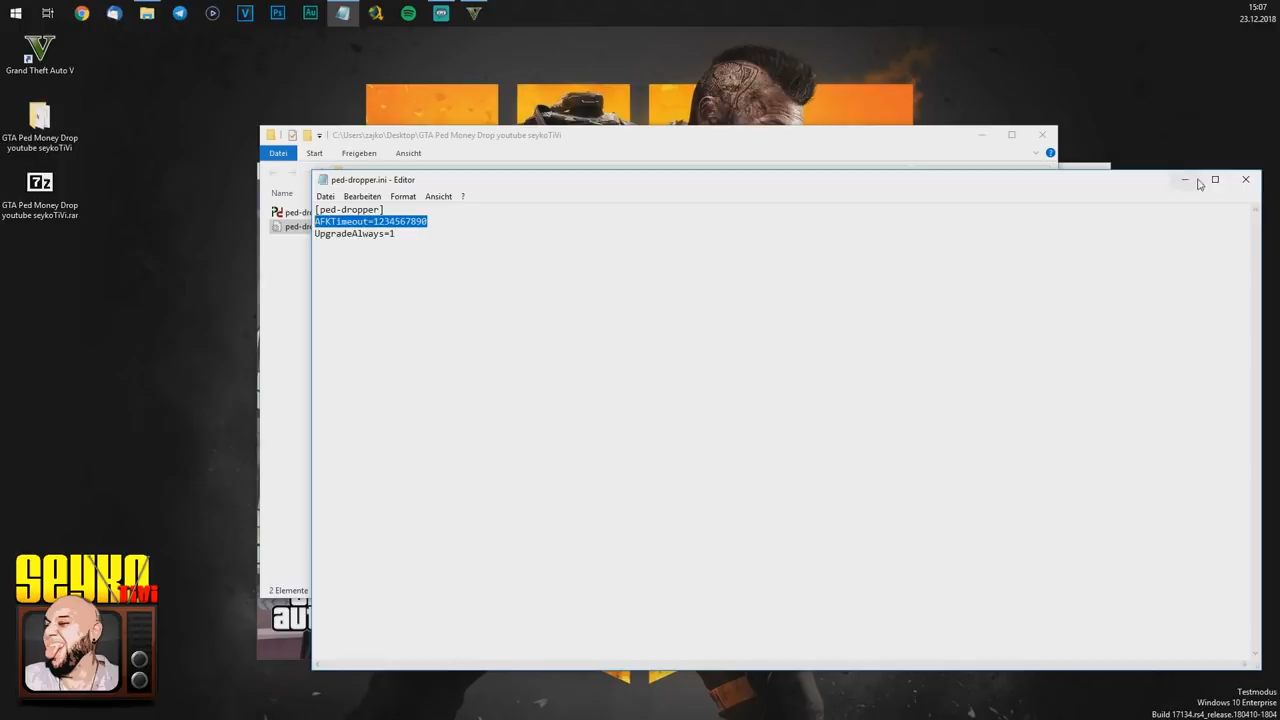 15:07
23.12.2018
Grand Theft Auto V
GTA Ped Money Drop
youtube seykoTiVi
GTA Ped Money Drop
youtube seykoTiVi.rar
C:\Users\zajko\Desktop\GTA Ped Money Drop youtube seykoTiVi
Datei Start Freigeben Ansicht
Name
2 Elemente
ped-dropper.ini - Editor
Datei Bearbeiten Format Ansicht ?
[ped-dropper]
AFKTimeout=1234567890
UpgradeAlways=1
SEYKO
TiVi
Testmodus
Windows 10 Enterprise
Build 17134.rs4_release.180410-1804